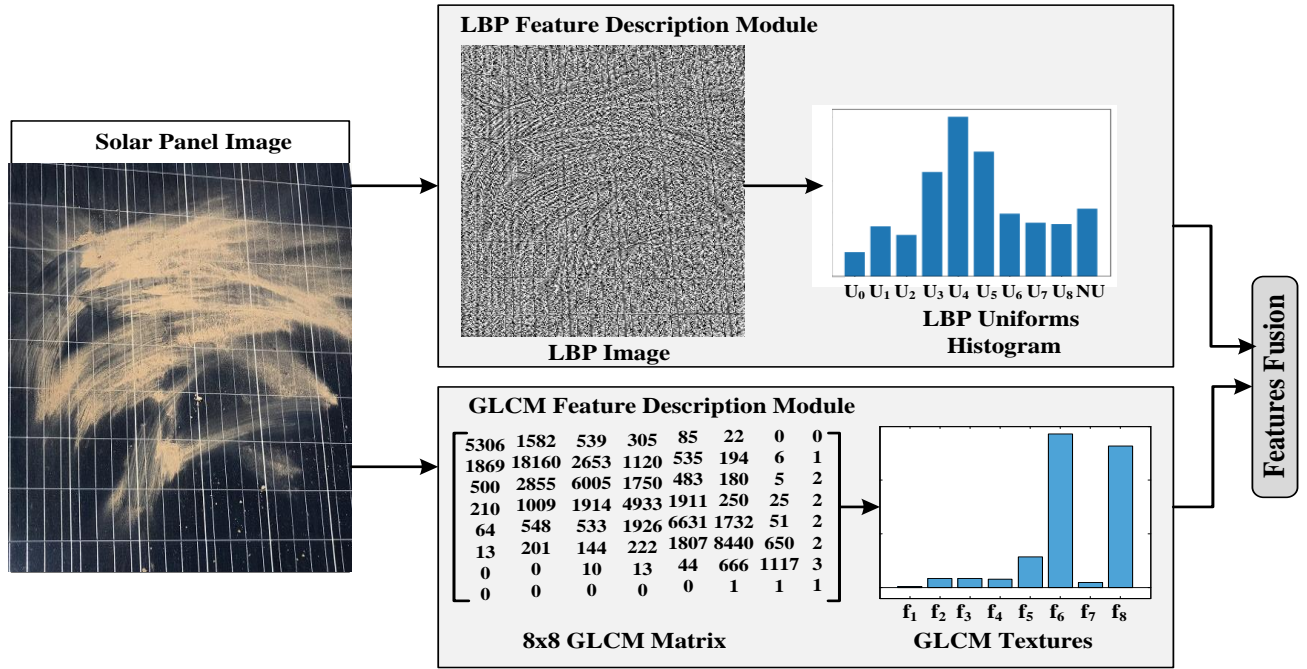 LBP Feature Description Module
Solar Panel Image
U₀ U₁ U₂ U₃ U₄ U₅ U₆ U₇ U₈ NU
LBP Uniforms
Histogram
LBP Image
Features Fusion
GLCM Feature Description Module
5306 1582 539 305 85 22 0 0
1869 18160 2653 1120 535 194 6 1
500 2855 6005 1750 483 180 5 2
210 1009 1914 4933 1911 250 25 2
64 548 533 1926 6631 1732 51 2
13 201 144 222 1807 8440 650 2
0 0 10 13 44 666 1117 3
0 0 0 0 0 1 1 1
f₁ f₂ f₃ f₄ f₅ f₆ f₇ f₈
8x8 GLCM Matrix
GLCM Textures